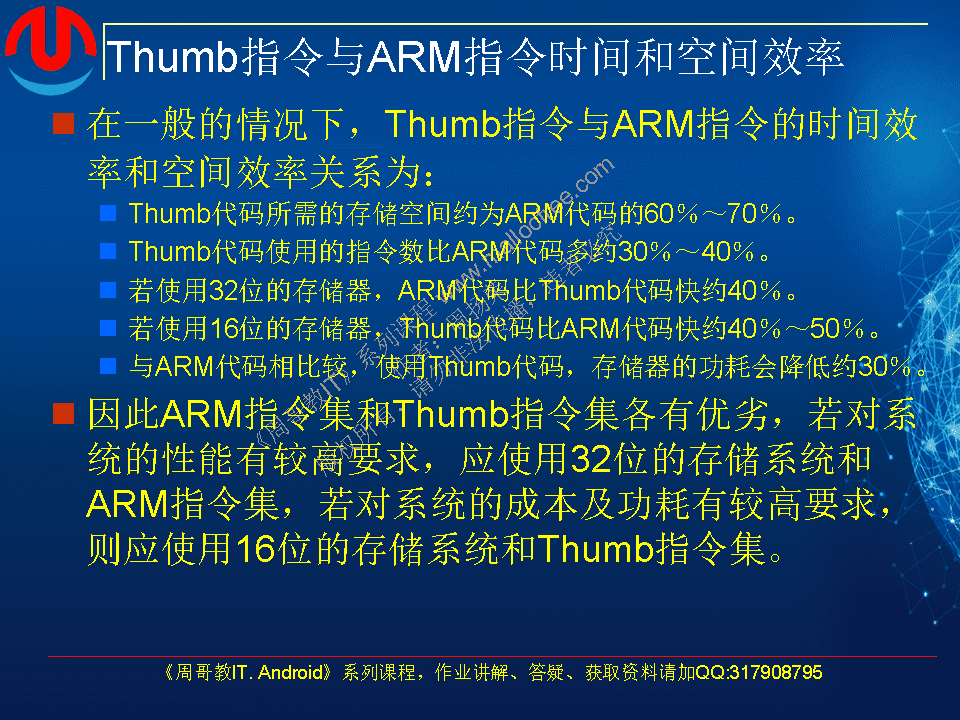 Thumb指令与ARM指令时间和空间效率
在一般的情况下，Thumb指令与ARM指令的时间效
率和空间效率关系为：
Thumb代码所需的存储空间约为ARM代码的60％～70％。
Thumb代码使用的指令数比ARM代码多约30％～40％。
若使用32位的存储器，ARM代码比Thumb代码快约40％。
若使用16位的存储器，Thumb代码比ARM代码快约40％～50％。
与ARM代码相比较，使用Thumb代码，存储器的功耗会降低约30％。
因此ARM指令集和Thumb指令集各有优劣，若对系
统的性能有较高要求，应使用32位的存储系统和
ARM指令集，若对系统的成本及功耗有较高要求，
则应使用16位的存储系统和Thumb指令集。
《周哥教IT. Android》系列课程，作业讲解、答疑、获取资料请加QQ:317908795